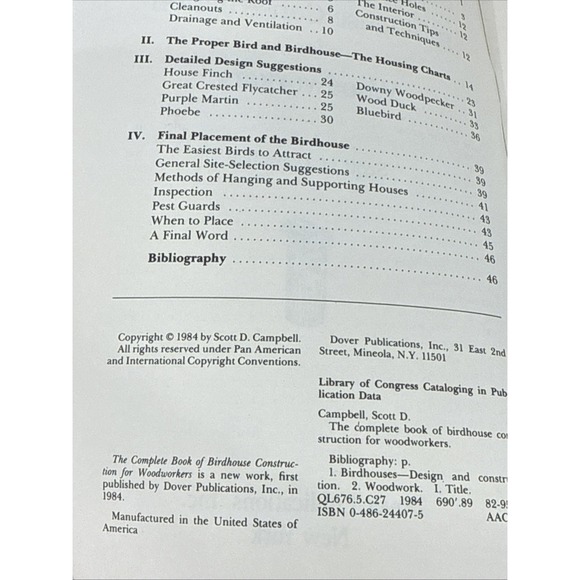 Cleanouts . . . . . . . . . . . . . 6
Drainage and Ventilation . . 10
The Interior
Construction Tips . . . . . . 12
and Techniques . . . . . . 12
II. The Proper Bird and Birdhouse—The Housing Charts . . 14
III. Detailed Design Suggestions . . . . . . . . . . . . . . . . . 23
House Finch . . . . . . . . . . . . 24
Great Crested Flycatcher . . . 25
Purple Martin . . . . . . . . . . . 25
Phoebe . . . . . . . . . . . . . . . . 30
Downy Woodpecker . . 31
Wood Duck . . . . . . . . . 33
Bluebird . . . . . . . . . . . 36
IV. Final Placement of the Birdhouse . . . . . . . . . . . . . . . . 39
The Easiest Birds to Attract . . . . . . . . . . . . . . . . . . . 39
General Site-Selection Suggestions . . . . . . . . . . . . . . 39
Methods of Hanging and Supporting Houses . . . . . . . . 41
Inspection . . . . . . . . . . . . . . . . . . . . . . . . . . . . . . . 43
Pest Guards . . . . . . . . . . . . . . . . . . . . . . . . . . . . . . 43
When to Place . . . . . . . . . . . . . . . . . . . . . . . . . . . . 45
A Final Word . . . . . . . . . . . . . . . . . . . . . . . . . . . . . 46
Bibliography . . . . . . . . . . . . . . . . . . . . . . . . . . . . . . 46
Copyright © 1984 by Scott D. Campbell.
All rights reserved under Pan American
and International Copyright Conventions.
The Complete Book of Birdhouse Construc-
tion for Woodworkers is a new work, first
published by Dover Publications, Inc., in
1984.
Manufactured in the United States of
America
Dover Publications, Inc., 31 East 2nd
Street, Mineola, N.Y. 11501
Library of Congress Cataloging in Pub
lication Data
Campbell, Scott D.
The complete book of birdhouse con
struction for woodworkers.
Bibliography: p.
1. Birdhouses—Design and constr
tion. 2. Woodwork. I. Title.
QL676.5.C27 1984 690'.89 82-9
ISBN 0-486-24407-5 AAC